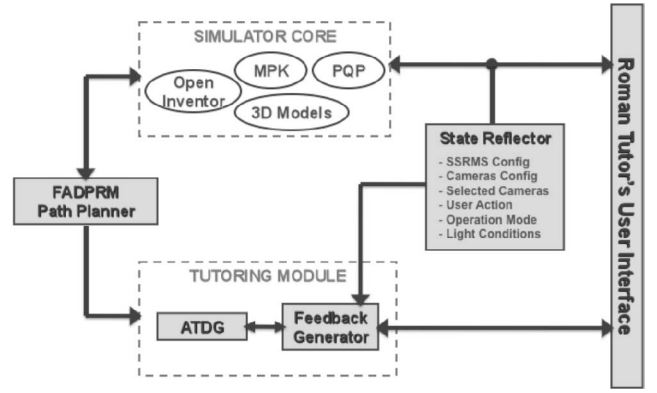 SIMULATOR CORE
MPK
PQP
Open
Inventor
3D Models
State Reflector
- SSRMS Config
- Cameras Config
- Selected Cameras
- User Action
- Operation Mode
- Light Conditions
FADPRM
Path Planner
TUTORING MODULE
ATDG
Feedback
Generator
Roman Tutor's User Interface